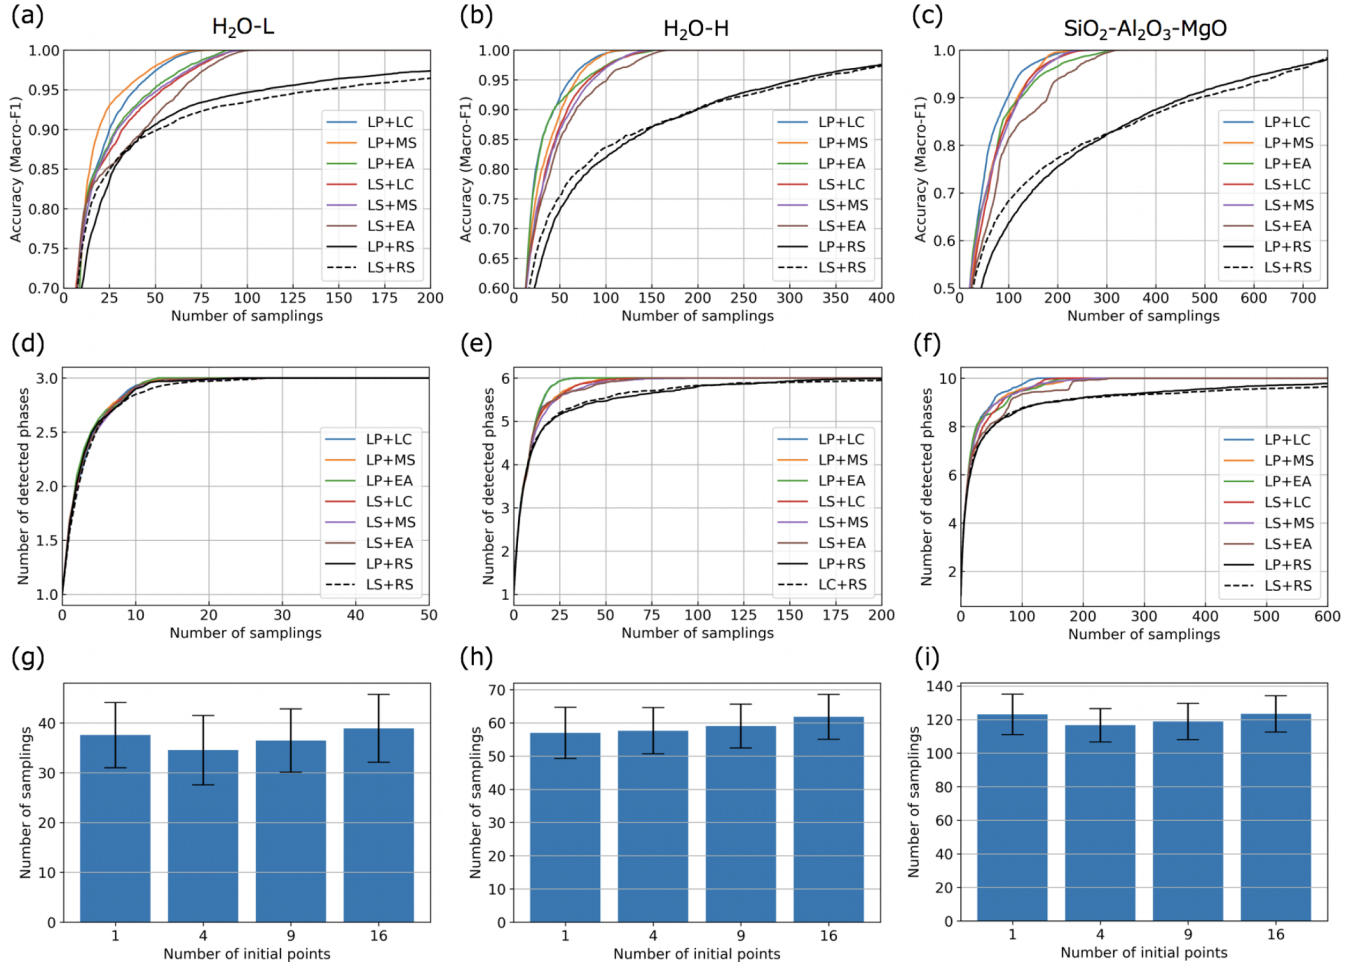 (a)
H₂O-L
(b)
H₂O-H
(c)
SiO₂-Al₂O₃-MgO
Accuracy (Macro-F1)
1.00
0.95
0.90
0.85
0.80
0.75
0.70
LP+LC
LP+MS
LP+EA
LS+LC
LS+MS
LS+EA
LP+RS
LS+RS
0 25 50 75 100 125 150 175 200
Number of samplings
Accuracy (Macro-F1)
1.00
0.95
0.90
0.85
0.80
0.75
0.70
0.65
0.60
LP+LC
LP+MS
LP+EA
LS+LC
LS+MS
LS+EA
LP+RS
LS+RS
0 50 100 150 200 250 300 350 400
Number of samplings
Accuracy (Macro-F1)
1.0
0.9
0.8
0.7
0.6
0.5
LP+LC
LP+MS
LP+EA
LS+LC
LS+MS
LS+EA
LP+RS
LS+RS
0 100 200 300 400 500 600 700
Number of samplings
(d)
(e)
(f)
Number of detected phases
3.0
2.5
2.0
1.5
1.0
LP+LC
LP+MS
LP+EA
LS+LC
LS+MS
LS+EA
LP+RS
LS+RS
0 10 20 30 40 50
Number of samplings
Number of detected phases
6
5
4
3
2
1
LP+LC
LP+MS
LP+EA
LS+LC
LS+MS
LS+EA
LP+RS
LC+RS
0 25 50 75 100 125 150 175 200
Number of samplings
Number of detected phases
10
8
6
4
2
LP+LC
LP+MS
LP+EA
LS+LC
LS+MS
LS+EA
LP+RS
LS+RS
0 100 200 300 400 500 600
Number of samplings
(g)
(h)
(i)
Number of samplings
40
30
20
10
0
1 4 9 16
Number of initial points
Number of samplings
70
60
50
40
30
20
10
0
1 4 9 16
Number of initial points
Number of samplings
140
120
100
80
60
40
20
0
1 4 9 16
Number of initial points